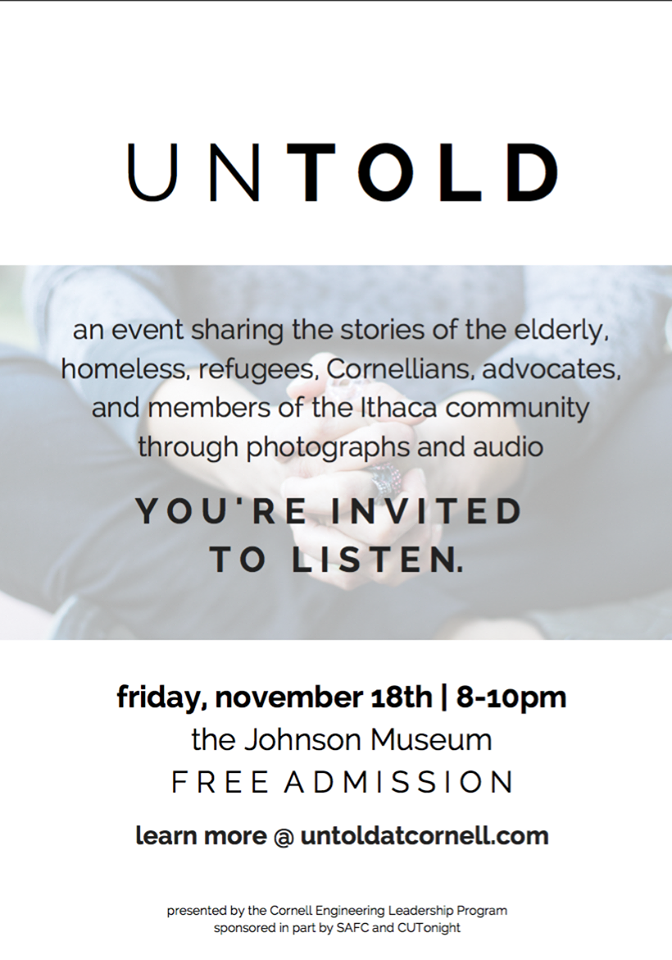 UNTOLD
an event sharing the stories of the elderly,
homeless, refugees, Cornellians, advocates,
and members of the Ithaca community
through photographs and audio
YOU'RE INVITED
TO LISTEN.
friday, november 18th | 8-10pm
the Johnson Museum
FREE ADMISSION
learn more @ untoldatcornell.com
presented by the Cornell Engineering Leadership Program
sponsored in part by SAFC and CUTonight